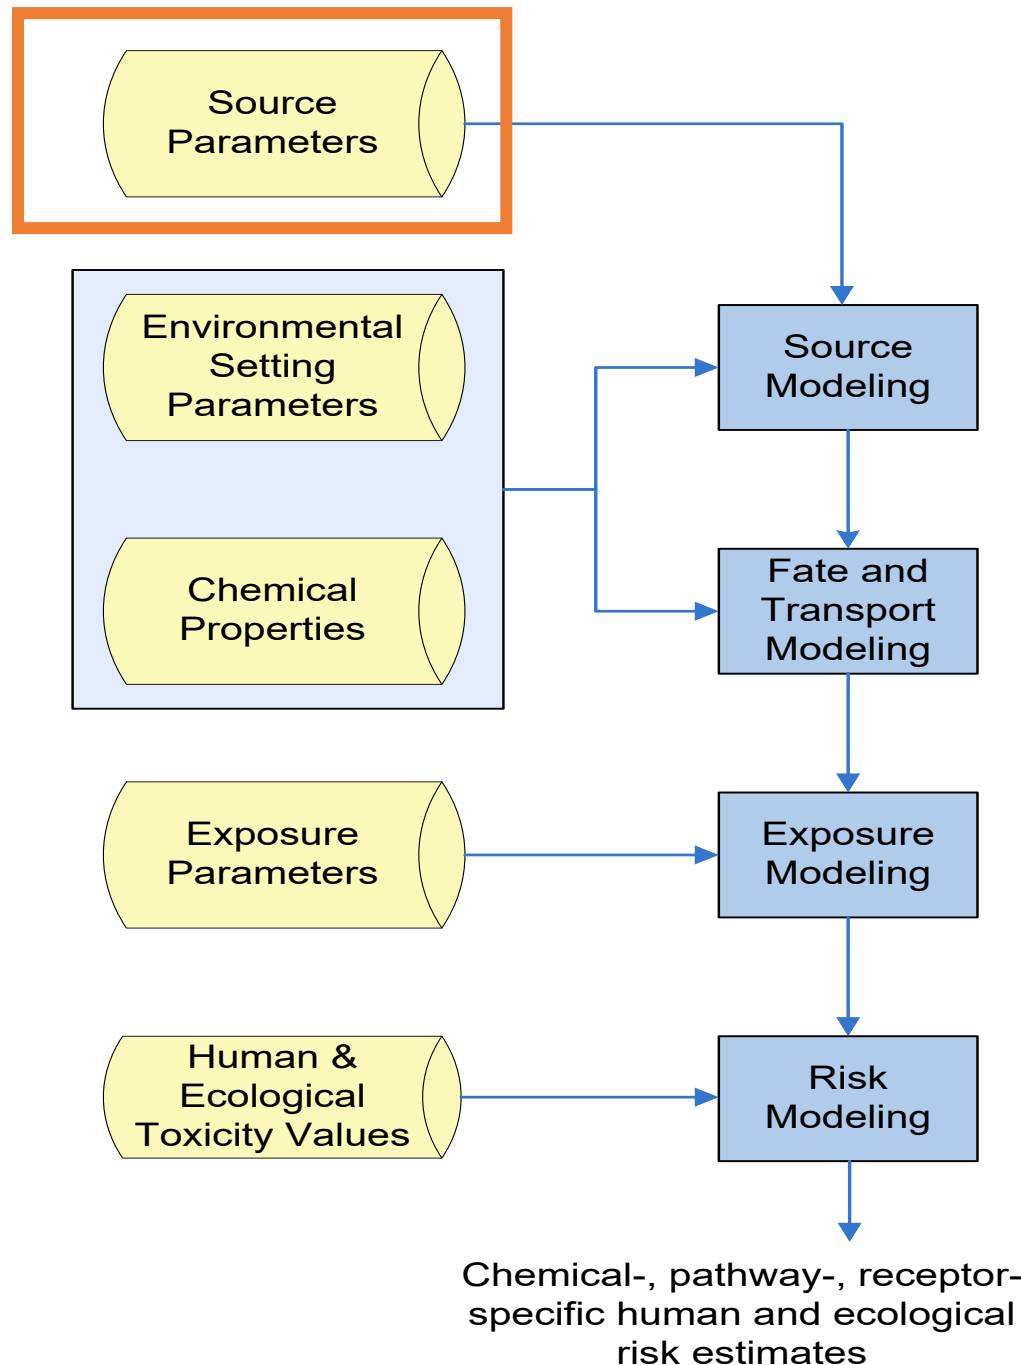 Source
Parameters
Environmental
Setting
Parameters
Source
Modeling
Chemical
Properties
Fate and
Transport
Modeling
Exposure
Parameters
Exposure
Modeling
Human &
Ecological
Toxicity Values
Risk
Modeling
Chemical-, pathway-, receptor-
specific human and ecological
risk estimates